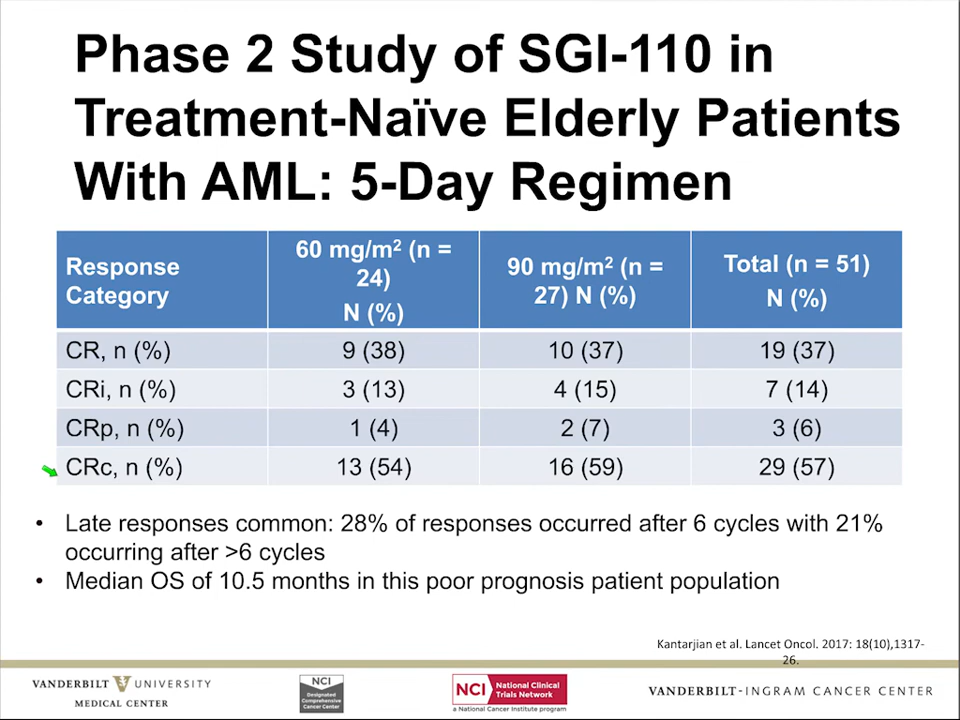 Phase 2 Study of SGI-110 in
Treatment-Naïve Elderly Patients
With AML: 5-Day Regimen
Response
Category
60 mg/m² (n =
24)
N (%)
90 mg/m² (n =
27) N (%)
Total (n = 51)
N (%)
CR, n (%) 9 (38) 10 (37) 19 (37)
CRi, n (%) 3 (13) 4 (15) 7 (14)
CRp, n (%) 1 (4) 2 (7) 3 (6)
CRc, n (%) 13 (54) 16 (59) 29 (57)
• Late responses common: 28% of responses occurred after 6 cycles with 21%
occurring after >6 cycles
• Median OS of 10.5 months in this poor prognosis patient population
Kantarjian et al. Lancet Oncol. 2017: 18(10),1317-
26.
VANDERBILT UNIVERSITY
MEDICAL CENTER
NCI
Designated
Comprehensive
Cancer Center
NCI National Clinical
Trials Network
a National Cancer Institute program
VANDERBILT-INGRAM CANCER CENTER